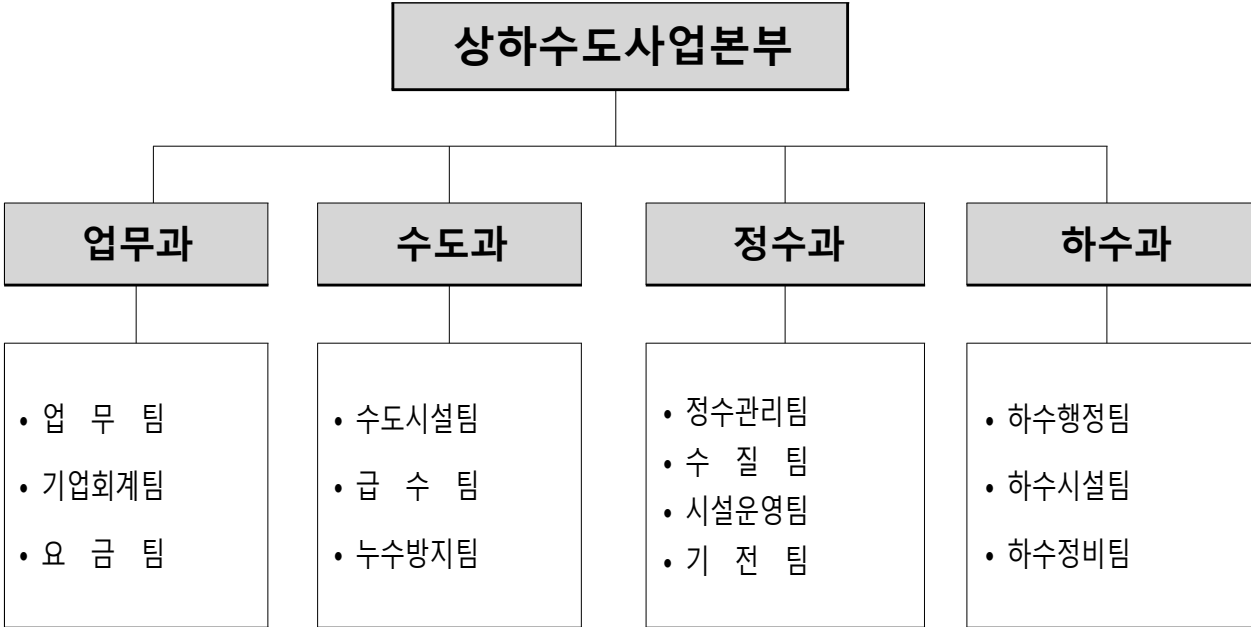 상하수도사업본부
업무과
수도과
정수과
하수과
• 업 무 팀
• 기업회계팀
• 요 금 팀
• 수도시설팀
• 급 수 팀
• 누수방지팀
• 정수관리팀
• 수 질 팀
• 시설운영팀
• 기 전 팀
• 하수행정팀
• 하수시설팀
• 하수정비팀